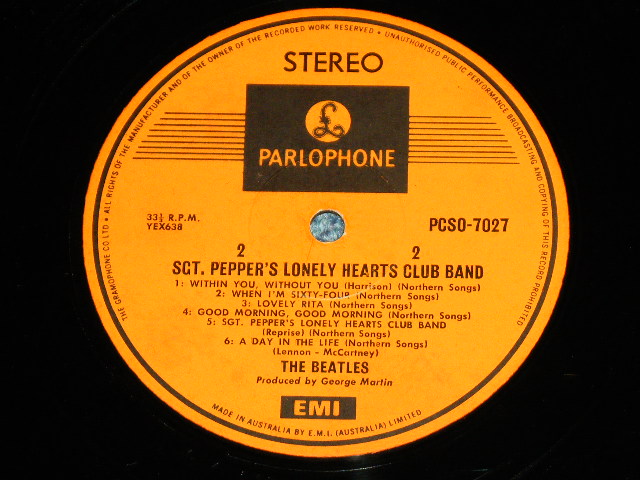 THE GRAMOPHONE CO LTD • ALL RIGHTS OF THE MANUFACTURER AND OF THE OWNER OF THE RECORDED WORK RESERVED • UNAUTHORISED PUBLIC PERFORMANCE BROADCASTING AND COPYING OF THIS RECORD PROHIBITED
STEREO
£
PARLOPHONE
33⅓ R.P.M.
YEX638
PCSO-7027
2 2
SGT. PEPPER'S LONELY HEARTS CLUB BAND
1: WITHIN YOU, WITHOUT YOU (Harrison) (Northern Songs)
2: WHEN I'M SIXTY-FOUR (Northern Songs)
3: LOVELY RITA (Northern Songs)
4: GOOD MORNING, GOOD MORNING (Northern Songs)
5: SGT. PEPPER'S LONELY HEARTS CLUB BAND
(Reprise) (Northern Songs)
6: A DAY IN THE LIFE (Northern Songs)
(Lennon - McCartney)
THE BEATLES
Produced by George Martin
EMI
MADE IN AUSTRALIA BY E.M.I. (AUSTRALIA) LIMITED